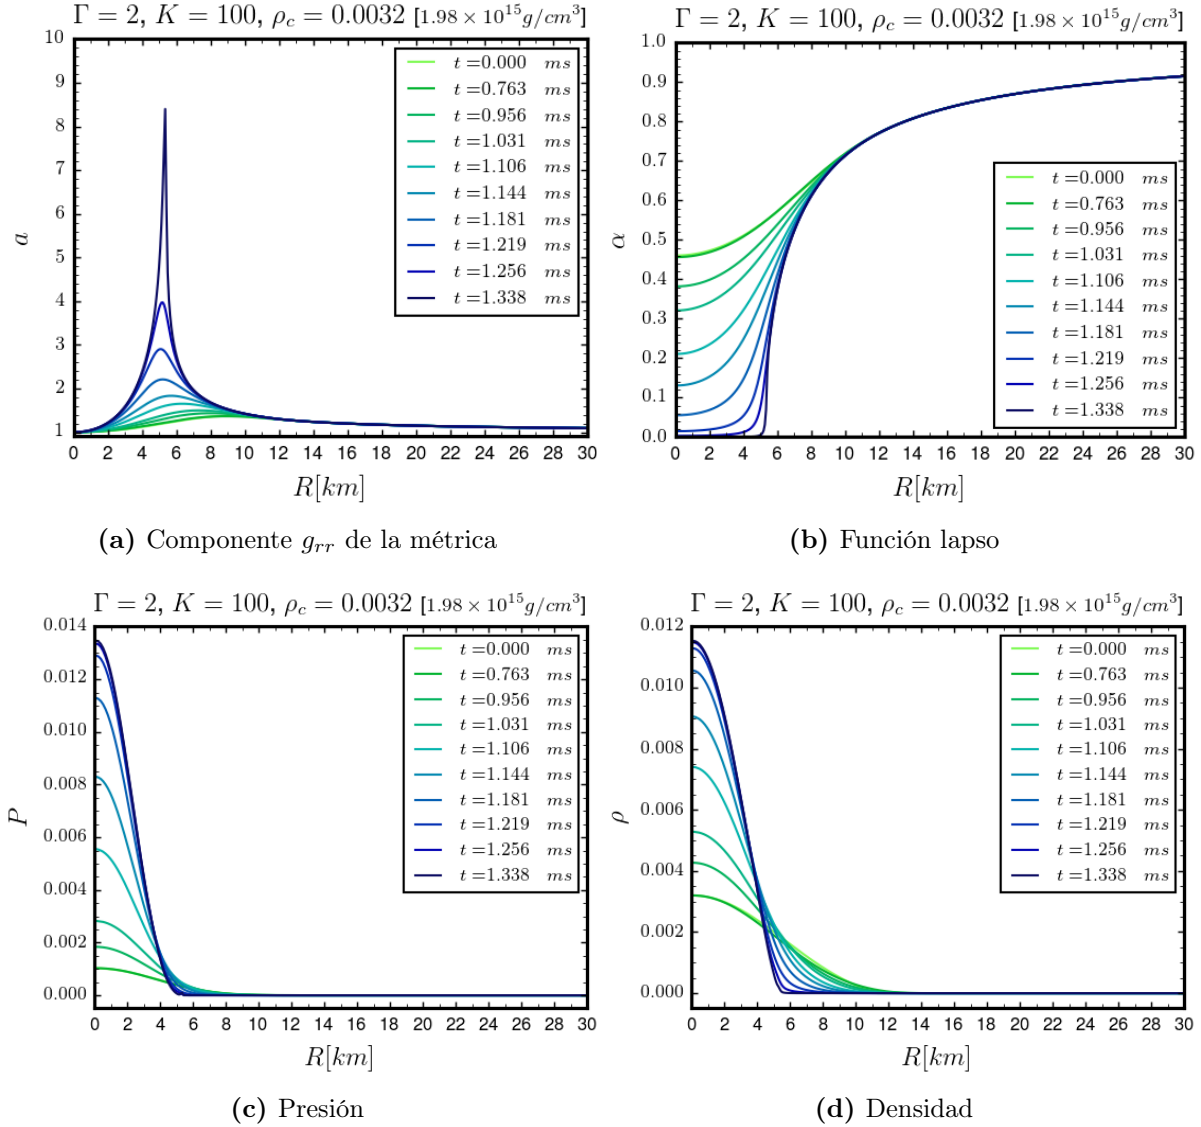 Γ = 2, K = 100, ρc = 0.0032 [1.98 × 10^15 g/cm^3]
a
10
9
8
7
6
5
4
3
2
1
t =0.000 ms
t =0.763 ms
t =0.956 ms
t =1.031 ms
t =1.106 ms
t =1.144 ms
t =1.181 ms
t =1.219 ms
t =1.256 ms
t =1.338 ms
0 2 4 6 8 10 12 14 16 18 20 22 24 26 28 30
R[km]
(a) Componente g_rr de la métrica
Γ = 2, K = 100, ρc = 0.0032 [1.98 × 10^15 g/cm^3]
α
1.0
0.9
0.8
0.7
0.6
0.5
0.4
0.3
0.2
0.1
0.0
t =0.000 ms
t =0.763 ms
t =0.956 ms
t =1.031 ms
t =1.106 ms
t =1.144 ms
t =1.181 ms
t =1.219 ms
t =1.256 ms
t =1.338 ms
0 2 4 6 8 10 12 14 16 18 20 22 24 26 28 30
R[km]
(b) Función lapso
Γ = 2, K = 100, ρc = 0.0032 [1.98 × 10^15 g/cm^3]
P
0.014
0.012
0.010
0.008
0.006
0.004
0.002
0.000
t =0.000 ms
t =0.763 ms
t =0.956 ms
t =1.031 ms
t =1.106 ms
t =1.144 ms
t =1.181 ms
t =1.219 ms
t =1.256 ms
t =1.338 ms
0 2 4 6 8 10 12 14 16 18 20 22 24 26 28 30
R[km]
(c) Presión
Γ = 2, K = 100, ρc = 0.0032 [1.98 × 10^15 g/cm^3]
ρ
0.012
0.010
0.008
0.006
0.004
0.002
0.000
t =0.000 ms
t =0.763 ms
t =0.956 ms
t =1.031 ms
t =1.106 ms
t =1.144 ms
t =1.181 ms
t =1.219 ms
t =1.256 ms
t =1.338 ms
0 2 4 6 8 10 12 14 16 18 20 22 24 26 28 30
R[km]
(d) Densidad